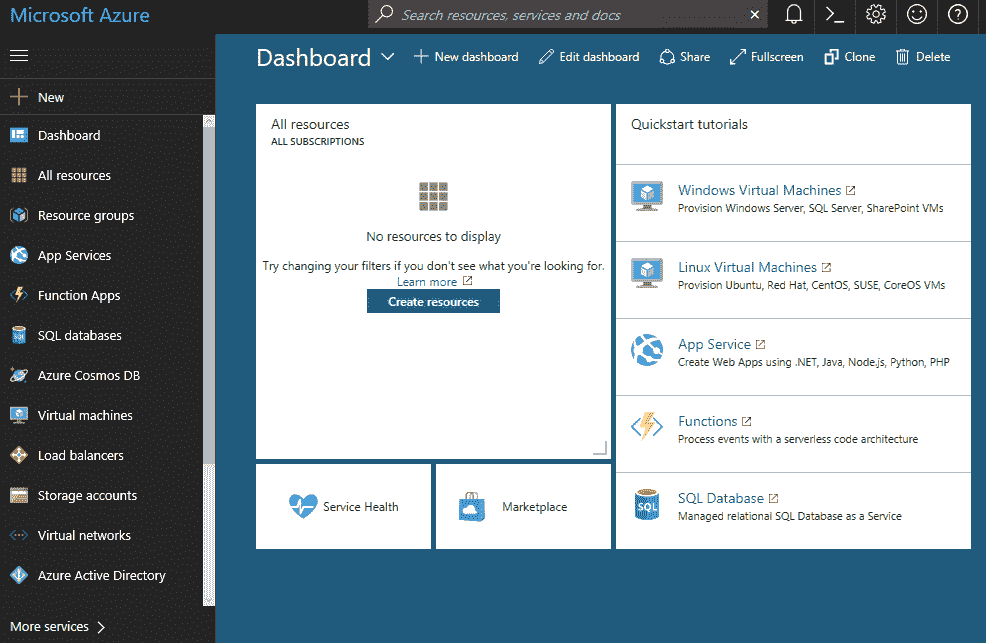 Microsoft Azure
Search resources, services and docs
New
Dashboard
All resources
Resource groups
App Services
Function Apps
SQL databases
Azure Cosmos DB
Virtual machines
Load balancers
Storage accounts
Virtual networks
Azure Active Directory
More services
Dashboard
New dashboard
Edit dashboard
Share
Fullscreen
Clone
Delete
All resources
ALL SUBSCRIPTIONS
No resources to display
Try changing your filters if you don't see what you're looking for.
Learn more
Create resources
Service Health
Marketplace
Quickstart tutorials
Windows Virtual Machines
Provision Windows Server, SQL Server, SharePoint VMs
Linux Virtual Machines
Provision Ubuntu, Red Hat, CentOS, SUSE, CoreOS VMs
App Service
Create Web Apps using .NET, Java, Node.js, Python, PHP
Functions
Process events with a serverless code architecture
SQL
SQL Database
Managed relational SQL Database as a Service